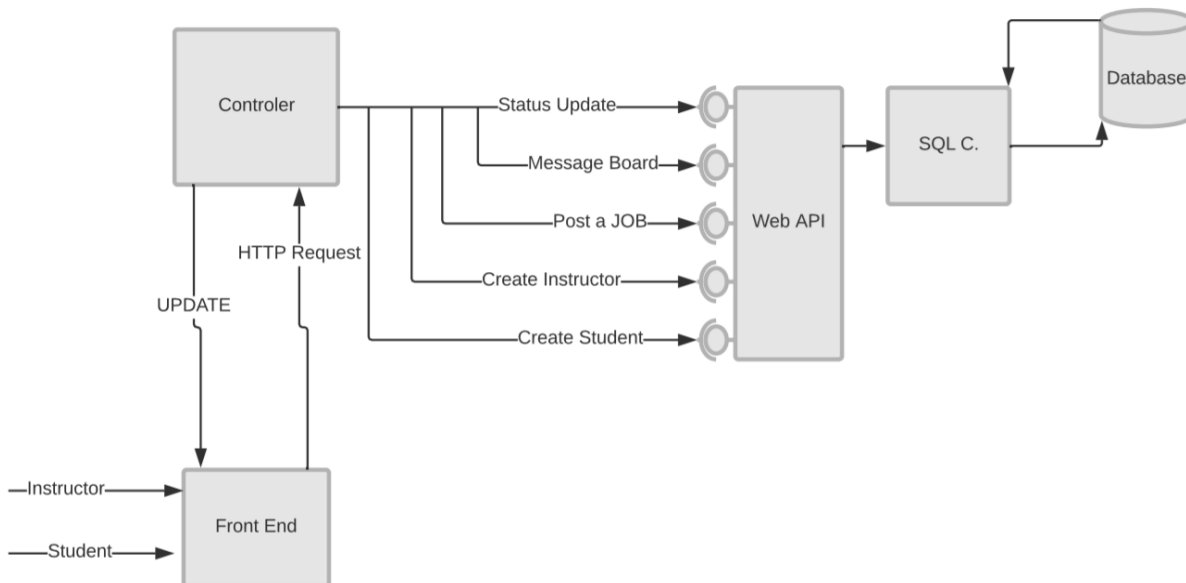 Controler
Status Update
Message Board
Post a JOB
Create Instructor
Create Student
Web API
SQL C.
Database
HTTP Request
UPDATE
Instructor
Student
Front End